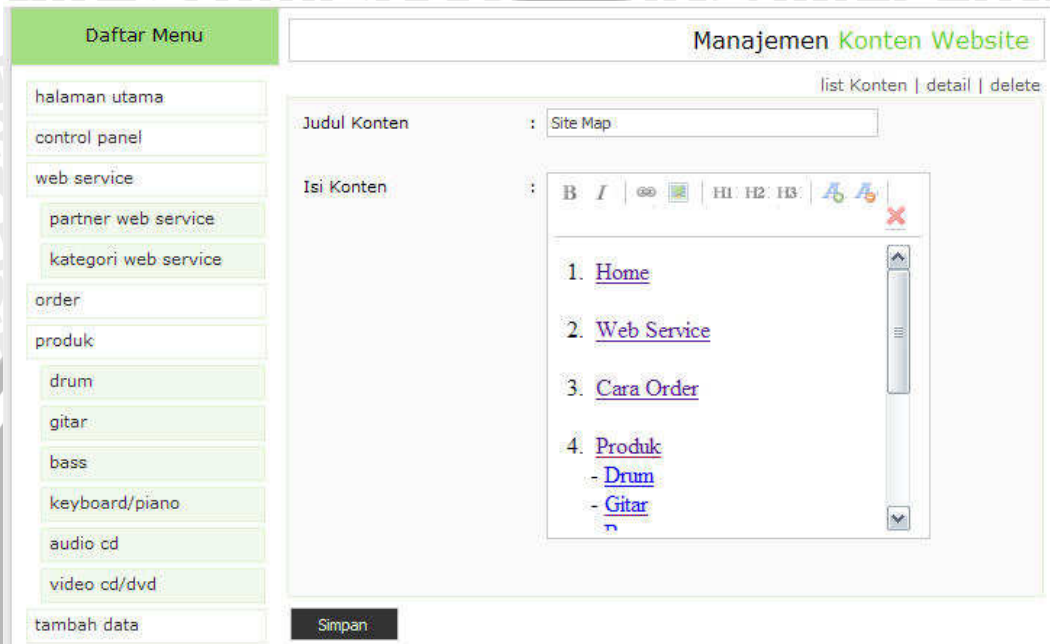 Daftar Menu
Manajemen Konten Website
list Konten | detail | delete
halaman utama
control panel
web service
partner web service
kategori web service
order
produk
drum
gitar
bass
keyboard/piano
audio cd
video cd/dvd
tambah data
Judul Konten : Site Map
Isi Konten :
B I H1 H2 H3
1. Home
2. Web Service
3. Cara Order
4. Produk
- Drum
- Gitar
Simpan